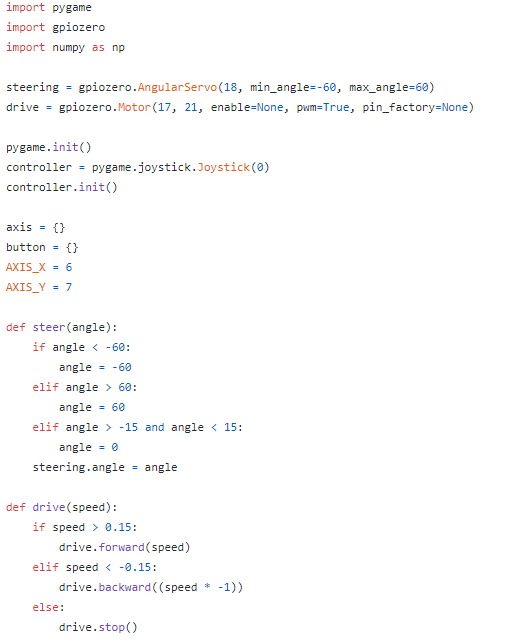 import pygame
import gpiozero
import numpy as np

steering = gpiozero.AngularServo(18, min_angle=-60, max_angle=60)
drive = gpiozero.Motor(17, 21, enable=None, pwm=True, pin_factory=None)

pygame.init()
controller = pygame.joystick.Joystick(0)
controller.init()

axis = {}
button = {}
AXIS_X = 6
AXIS_Y = 7

def steer(angle):
    if angle < -60:
        angle = -60
    elif angle > 60:
        angle = 60
    elif angle > -15 and angle < 15:
        angle = 0
    steering.angle = angle

def drive(speed):
    if speed > 0.15:
        drive.forward(speed)
    elif speed < -0.15:
        drive.backward((speed * -1))
    else:
        drive.stop()